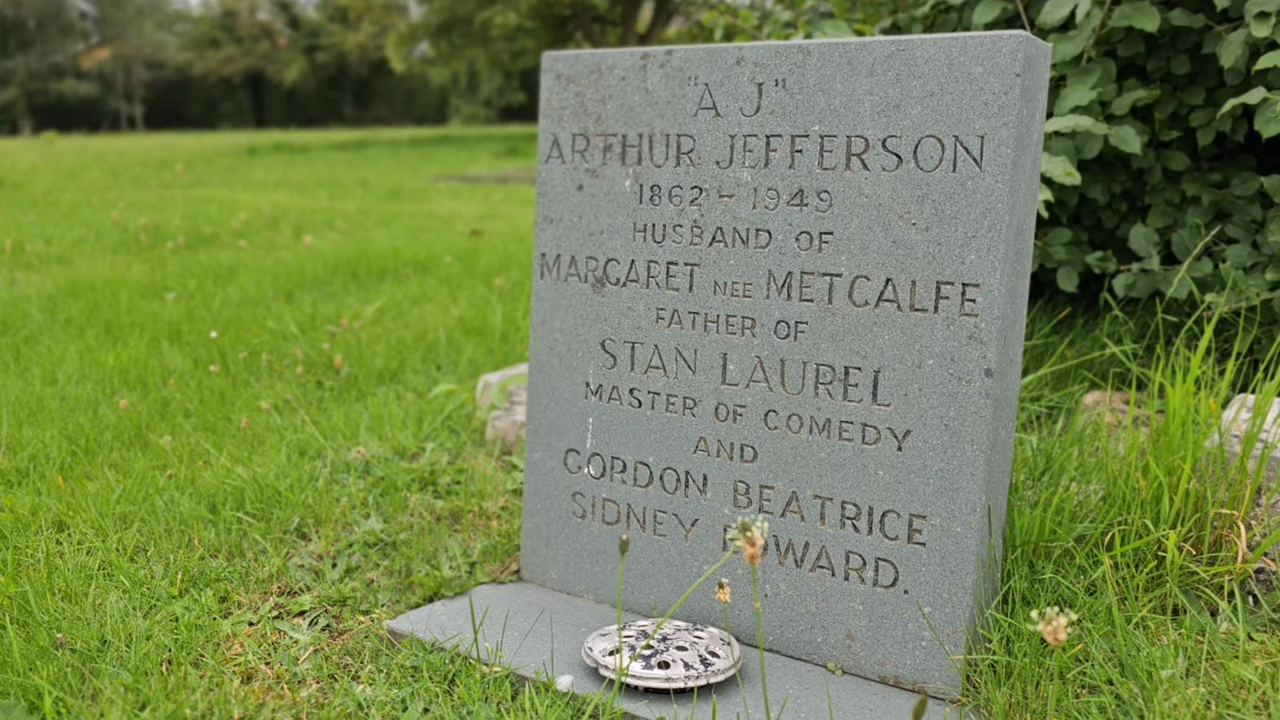 "A J"
ARTHUR JEFFERSON
1862 - 1949
HUSBAND OF
MARGARET NEE METCALFE
FATHER OF
STAN LAUREL
MASTER OF COMEDY
AND
GORDON BEATRICE
SIDNEY EDWARD.